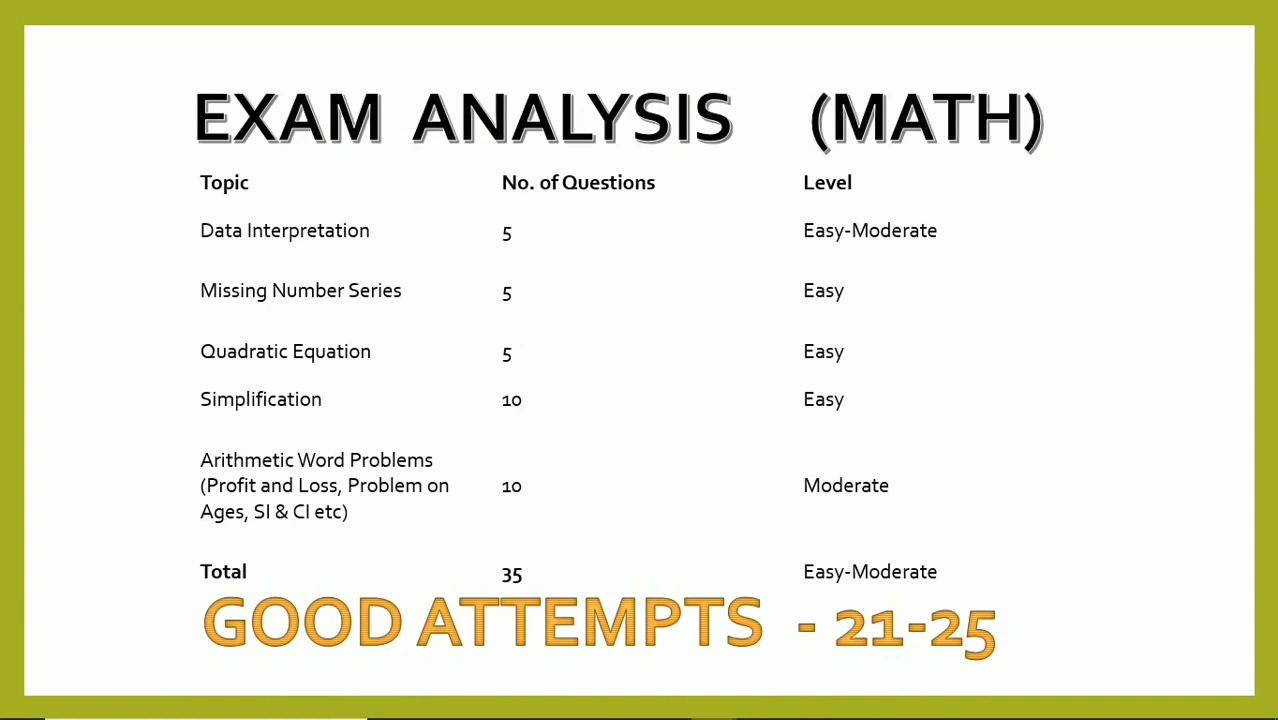 EXAM ANALYSIS (MATH)
Topic No. of Questions Level
Data Interpretation 5 Easy-Moderate
Missing Number Series 5 Easy
Quadratic Equation 5 Easy
Simplification 10 Easy
Arithmetic Word Problems
(Profit and Loss, Problem on 10 Moderate
Ages, SI & CI etc)
Total 35 Easy-Moderate
GOOD ATTEMPTS - 21-25